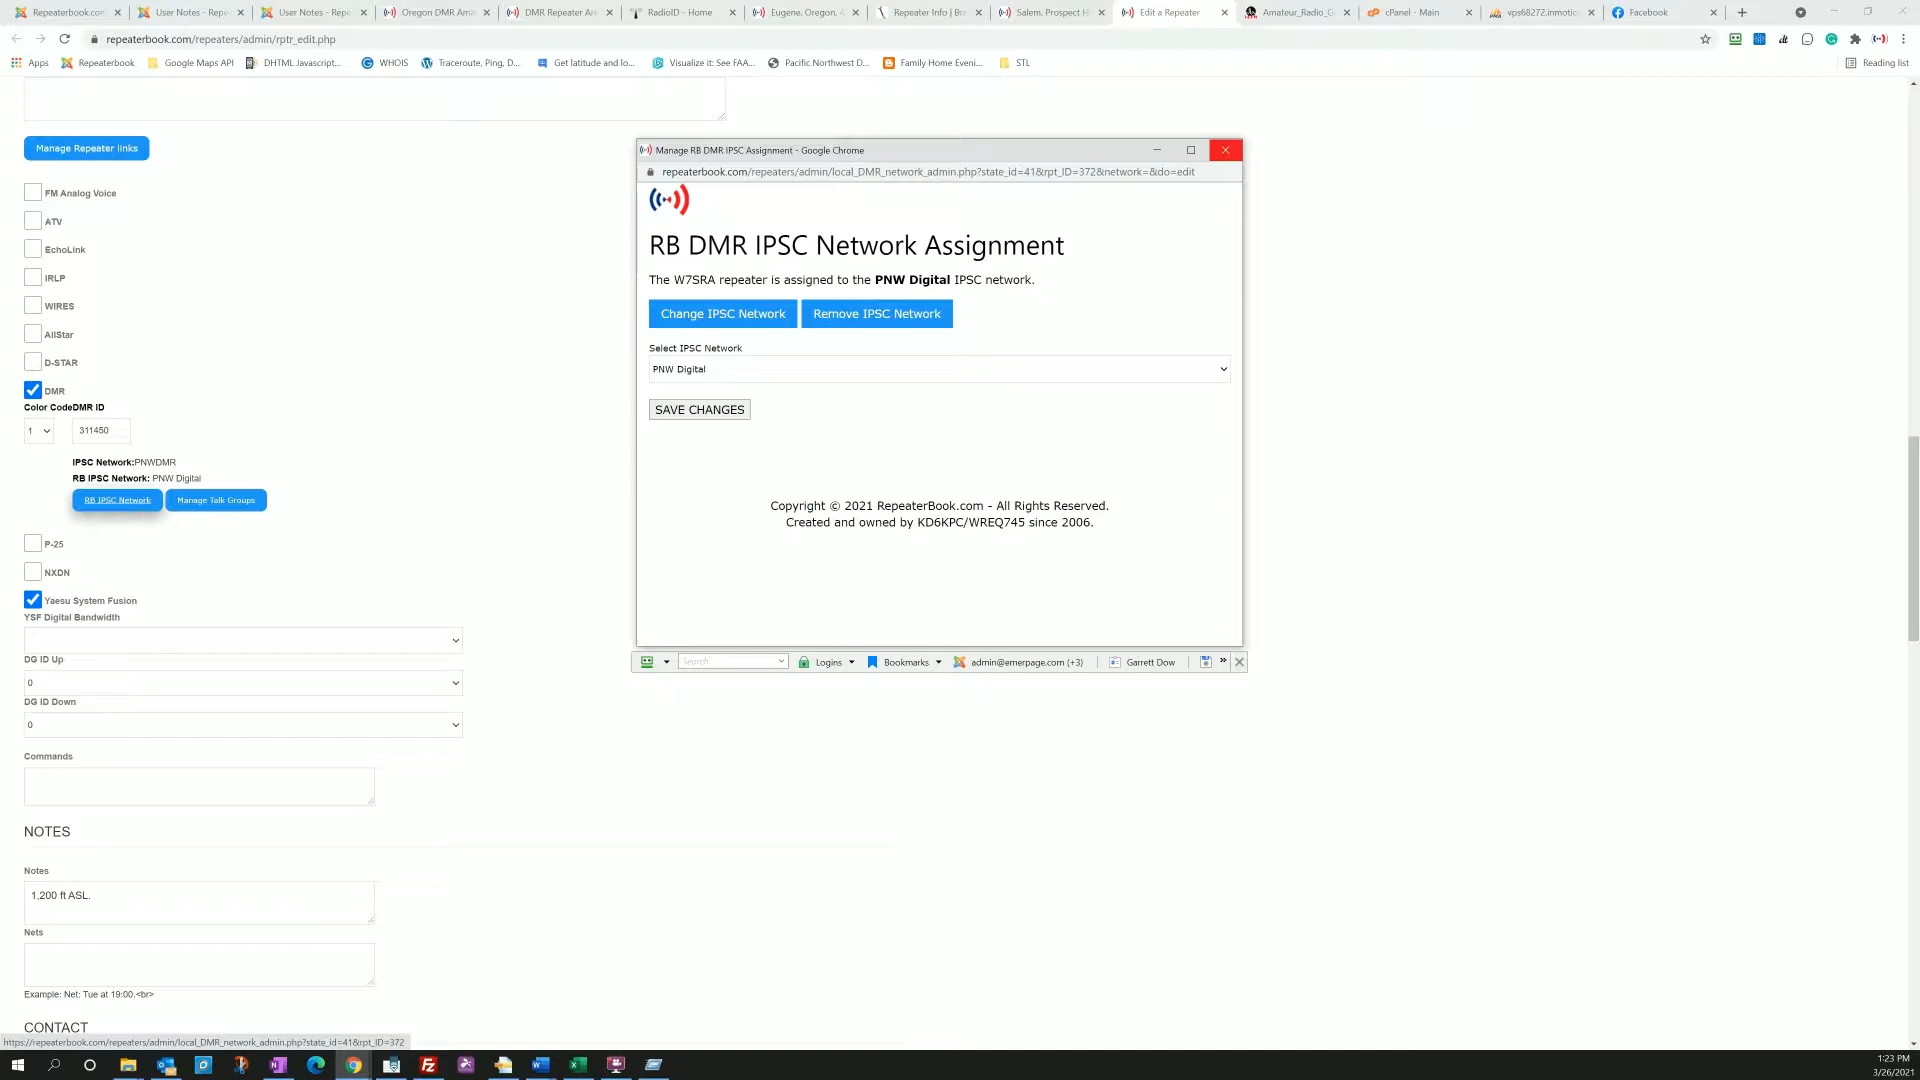 Repeaterbook.con
User Notes - Repe
User Notes - Repe
Oregon DMR Ama
DMR Repeater Are
RadioID - Home
Eugene, Oregon, 4
Repeater Info | Bra
Salem, Prospect H
Edit a Repeater
Amateur_Radio_G
cPanel - Main
vps68272.inmotio
Facebook
repeaterbook.com/repeaters/admin/rptr_edit.php
Apps
Repeaterbook
Google Maps API
DHTML Javascript...
WHOIS
Traceroute, Ping, D...
Get latitude and lo...
Visualize it: See FAA...
Pacific Northwest D...
Family Home Eveni...
STL
Reading list
Manage Repeater links
FM Analog Voice
ATV
EchoLink
IRLP
WIRES
AllStar
D-STAR
DMR
Color CodeDMR ID
1
311450
IPSC Network:PNWDMR
RB IPSC Network: PNW Digital
RB IPSC Network
Manage Talk Groups
P-25
NXDN
Yaesu System Fusion
YSF Digital Bandwidth
DG ID Up
0
DG ID Down
0
Commands
NOTES
Notes
1,200 ft ASL.
Nets
Example: Net: Tue at 19:00.<br>
CONTACT
https://repeaterbook.com/repeaters/admin/local_DMR_network_admin.php?state_id=41&rpt_ID=372
Manage RB DMR IPSC Assignment - Google Chrome
repeaterbook.com/repeaters/admin/local_DMR_network_admin.php?state_id=41&rpt_ID=372&network=&do=edit
RB DMR IPSC Network Assignment
The W7SRA repeater is assigned to the PNW Digital IPSC network.
Change IPSC Network
Remove IPSC Network
Select IPSC Network
PNW Digital
SAVE CHANGES
Copyright © 2021 RepeaterBook.com - All Rights Reserved.
Created and owned by KD6KPC/WREQ745 since 2006.
Search
Logins
Bookmarks
admin@emerpage.com (+3)
Garrett Dow
1:23 PM
3/26/2021